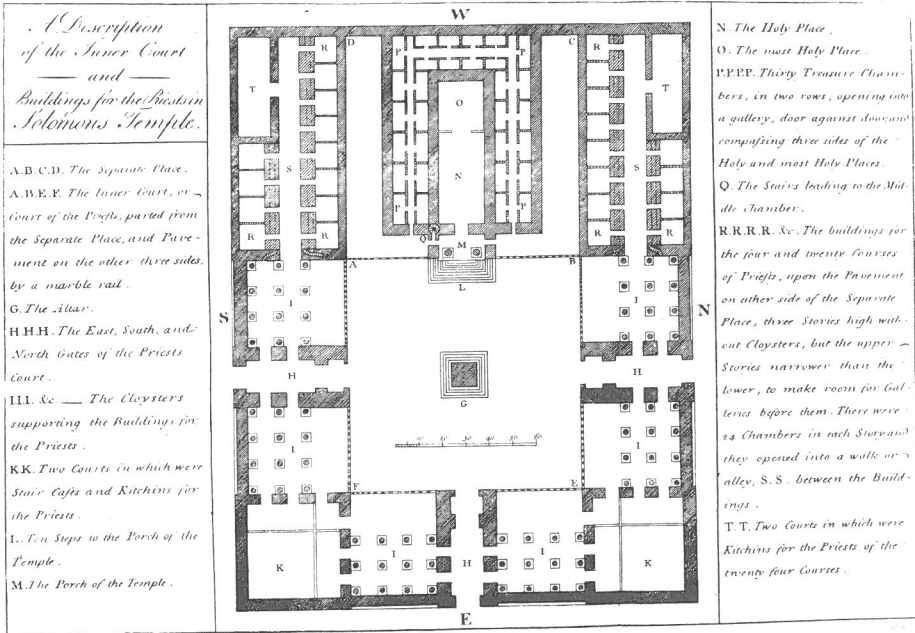 A Description
of the Inner Court
and
Buildings for the Priests in
Solomons Temple.
A.B.C.D. The Separate Place.
A.B.E.F. The Inner Court, or
Court of the Priests, parted from
the Separate Place, and Pave-
ment on the other three sides,
by a marble rail.
G. The Altar.
H.H.H. The East, South, and
North Gates of the Priests
Court.
I.I.I. &c. The Cloysters
supporting the Buildings for
the Priests.
K.K. Two Courts in which were
Stair Cases and Kitchins for
the Priests.
L. Ten Steps to the Porch of the
Temple.
M. The Porch of the Temple.
W
D
C
R
P
P
R
T
T
O
S
S
N
R
R
P
P
R
R
Q
M
A
B
L
I
I
S
N
H
H
G
10 20 30 40 50 60
I
I
F
E
I
I
K
H
K
E
N. The Holy Place.
O. The most Holy Place.
P.P.P.P. Thirty Treasure Cham-
bers, in two rows, opening into
a gallery, door against door, and
compassing three sides of the
Holy and most Holy Places.
Q. The Stairs leading to the Mid-
dle Chamber.
R.R.R.R. &c. The buildings for
the four and twenty Courses
of Priests, upon the Pavement
on either side of the Separate
Place, three Stories high with-
out Cloysters, but the upper
Stories narrower than the
lower, to make room for Gal-
leries before them. There were
24 Chambers in each Story and
they opened into a walk or
alley, S.S. between the Build-
ings.
T.T. Two Courts in which were
Kitchins for the Priests of the
twenty four Courses.